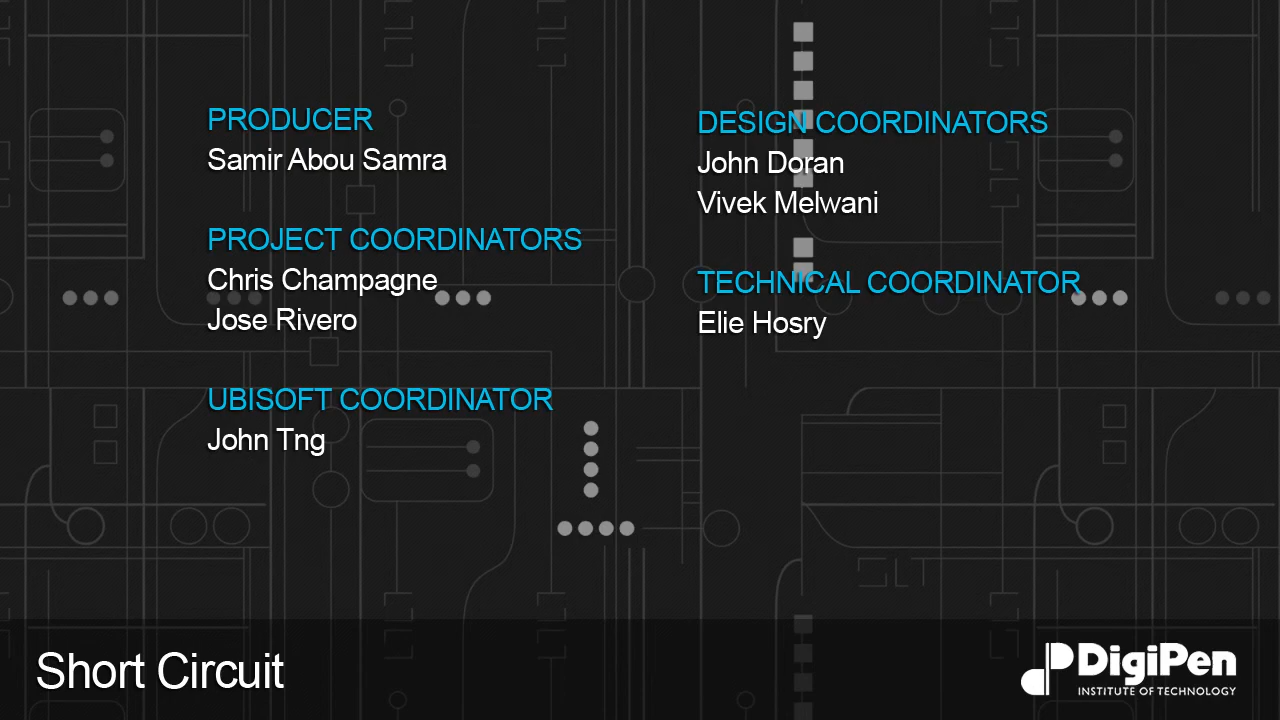 PRODUCER
Samir Abou Samra
PROJECT COORDINATORS
Chris Champagne
Jose Rivero
UBISOFT COORDINATOR
John Tng
DESIGN COORDINATORS
John Doran
Vivek Melwani
TECHNICAL COORDINATOR
Elie Hosry
Short Circuit
DigiPen
INSTITUTE OF TECHNOLOGY